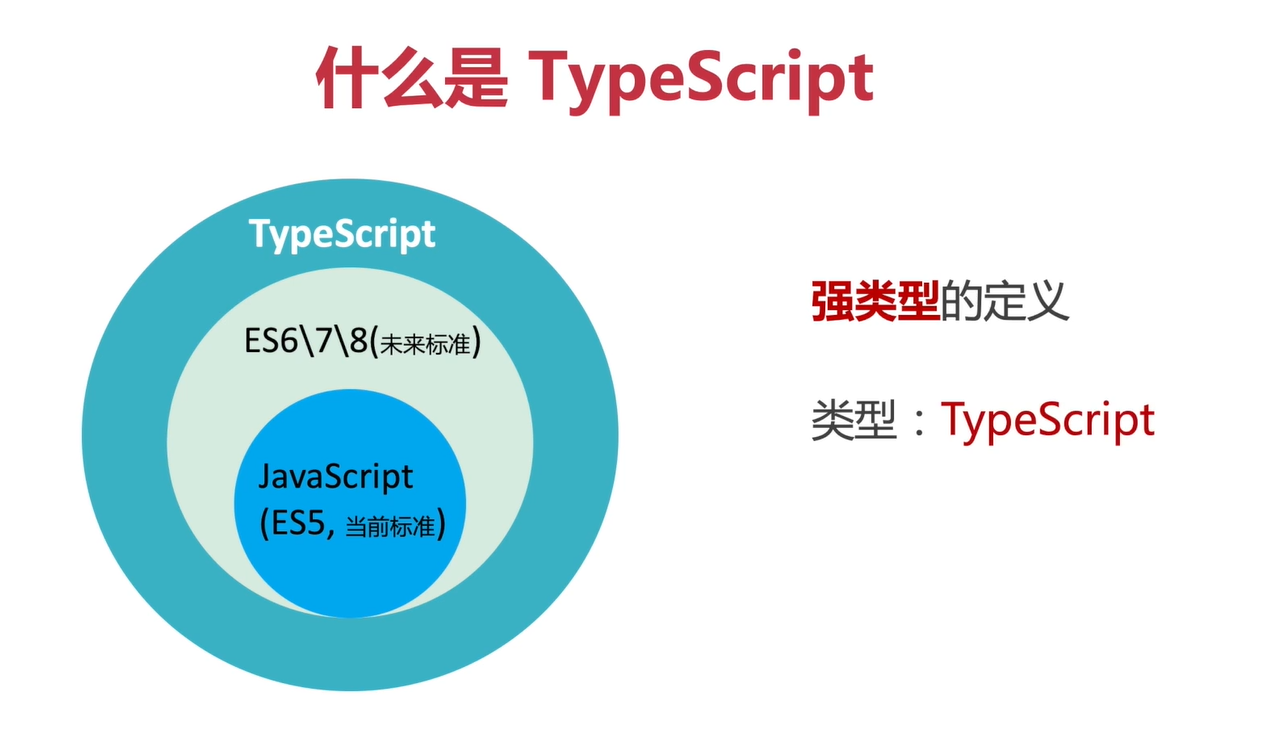 什么是 TypeScript
TypeScript
ES6\7\8(未来标准)
JavaScript
(ES5, 当前标准)
强类型的定义
类型：TypeScript